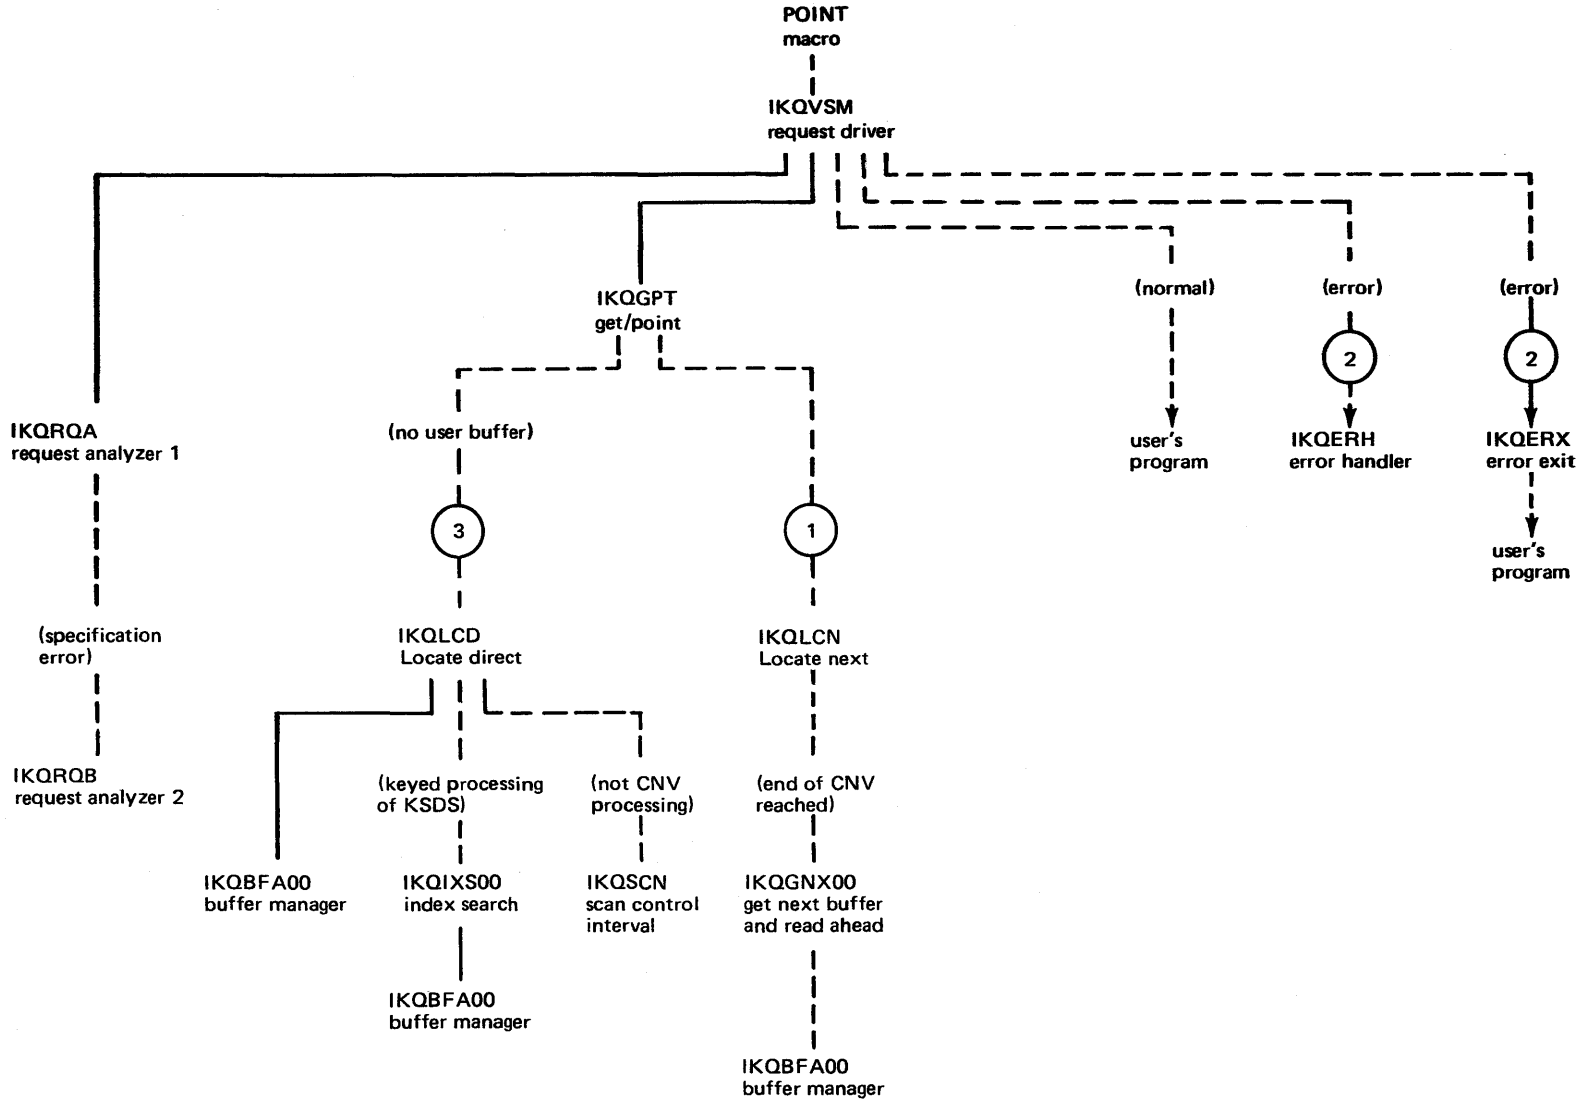 POINT
macro
IKQVSM
request driver
(normal)
(error)
(error)
IKQGPT
get/point
2
2
IKQRQA
request analyzer 1
(no user buffer)
user's
program
IKQERH
error handler
IKQERX
error exit
3
1
user's
program
(specification
error)
IKQLCD
Locate direct
IKQLCN
Locate next
IKQRQB
request analyzer 2
(keyed processing
of KSDS)
(not CNV
processing)
(end of CNV
reached)
IKQBFA00
buffer manager
IKQIXS00
index search
IKQSCN
scan control
interval
IKQGNX00
get next buffer
and read ahead
IKQBFA00
buffer manager
IKQBFA00
buffer manager